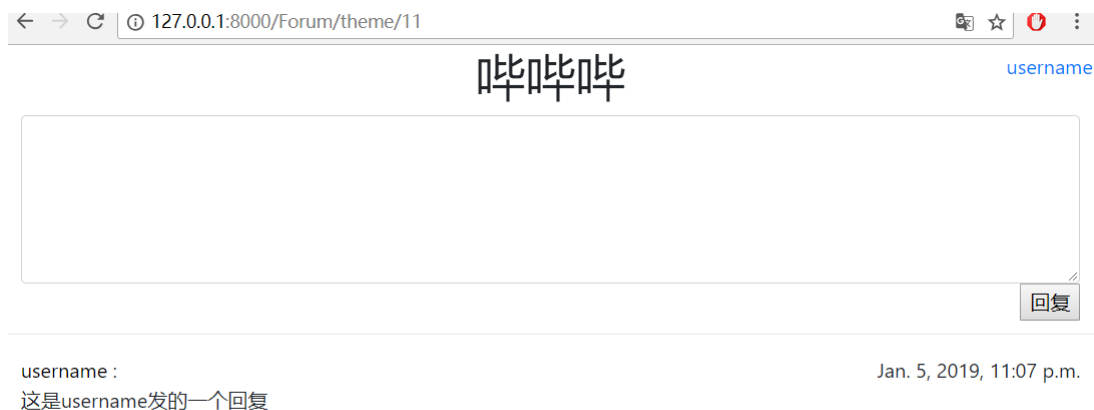 127.0.0.1:8000/Forum/theme/11
哔哔哔
username
回复
username :
Jan. 5, 2019, 11:07 p.m.
这是username发的一个回复